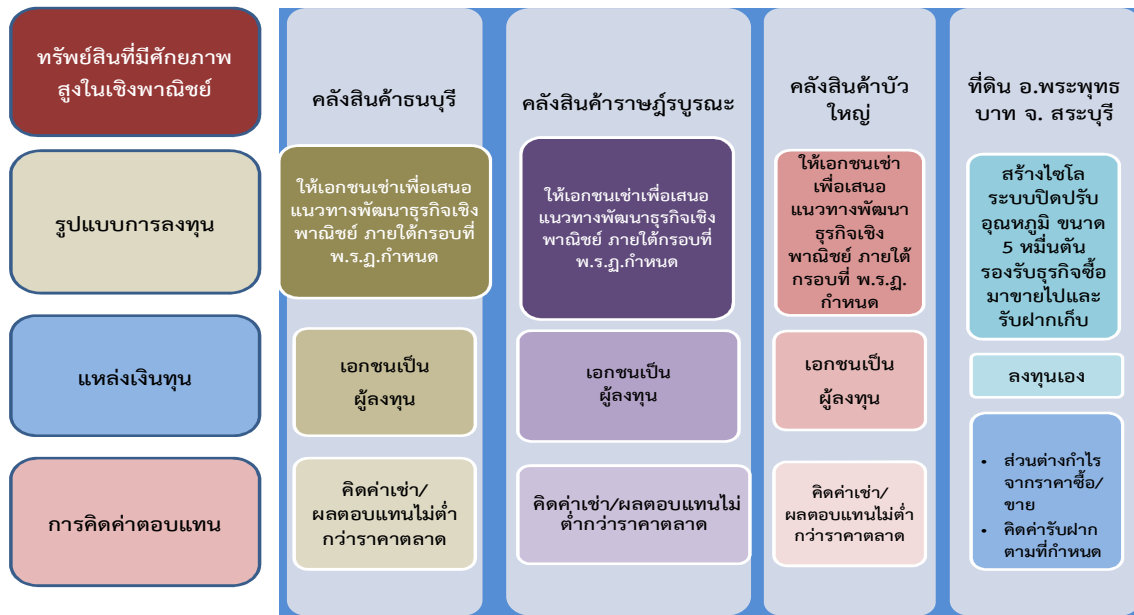 ทรัพย์สินที่มีศักยภาพ
สูงในเชิงพาณิชย์
คลังสินค้าธนบุรี
คลังสินค้าราษฎร์บูรณะ
คลังสินค้าบัว
ใหญ่
ที่ดิน อ.พระพุทธ
บาท จ. สระบุรี
รูปแบบการลงทุน
ให้เอกชนเช่าเพื่อเสนอ
แนวทางพัฒนาธุรกิจเชิง
พาณิชย์ ภายใต้กรอบที่
พ.ร.ฏ.กำหนด
ให้เอกชนเช่าเพื่อเสนอ
แนวทางพัฒนาธุรกิจเชิง
พาณิชย์ ภายใต้กรอบที่
พ.ร.ฏ.กำหนด
ให้เอกชนเช่า
เพื่อเสนอ
แนวทางพัฒนา
ธุรกิจเชิง
พาณิชย์ ภายใต้
กรอบที่ พ.ร.ฏ.
กำหนด
สร้างไซโล
ระบบปิดปรับ
อุณหภูมิ ขนาด
5 หมื่นตัน
รองรับธุรกิจซื้อ
มาขายไปและ
รับฝากเก็บ
แหล่งเงินทุน
เอกชนเป็น
ผู้ลงทุน
เอกชนเป็น
ผู้ลงทุน
เอกชนเป็น
ผู้ลงทุน
ลงทุนเอง
การคิดค่าตอบแทน
คิดค่าเช่า/
ผลตอบแทนไม่ต่ำ
กว่าราคาตลาด
คิดค่าเช่า/ผลตอบแทนไม่
ต่ำกว่าราคาตลาด
คิดค่าเช่า/
ผลตอบแทนไม่ต่ำ
กว่าราคาตลาด
• ส่วนต่างกำไร
จากราคาซื้อ/
ขาย
• คิดค่ารับฝาก
ตามที่กำหนด